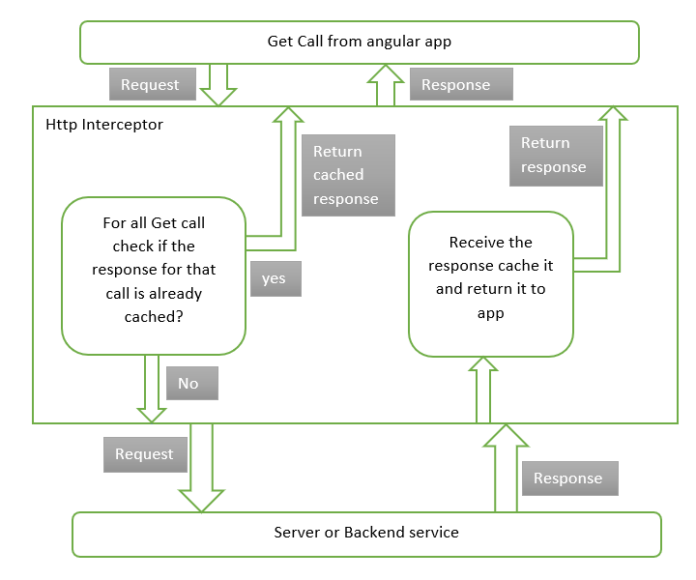 Get Call from angular app
Request
Response
Http Interceptor
Return
cached
response
Return
response
For all Get call
check if the
response for that
call is already
cached?
yes
Receive the
response cache it
and return it to
app
No
Request
Response
Server or Backend service